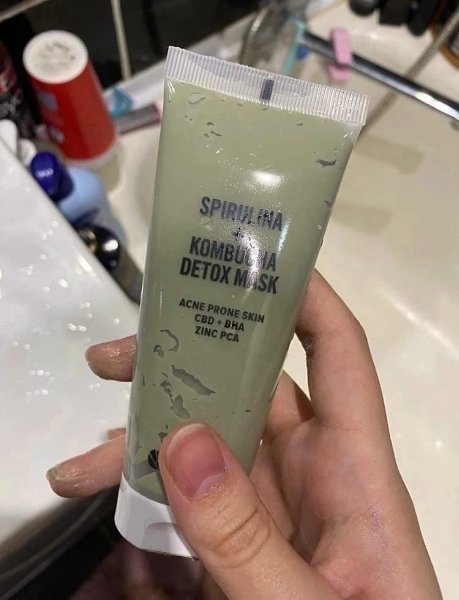 SPIRULINA
+
KOMBUCHA
DETOX MASK
ACNE PRONE SKIN
CBD + BHA
ZINC PCA